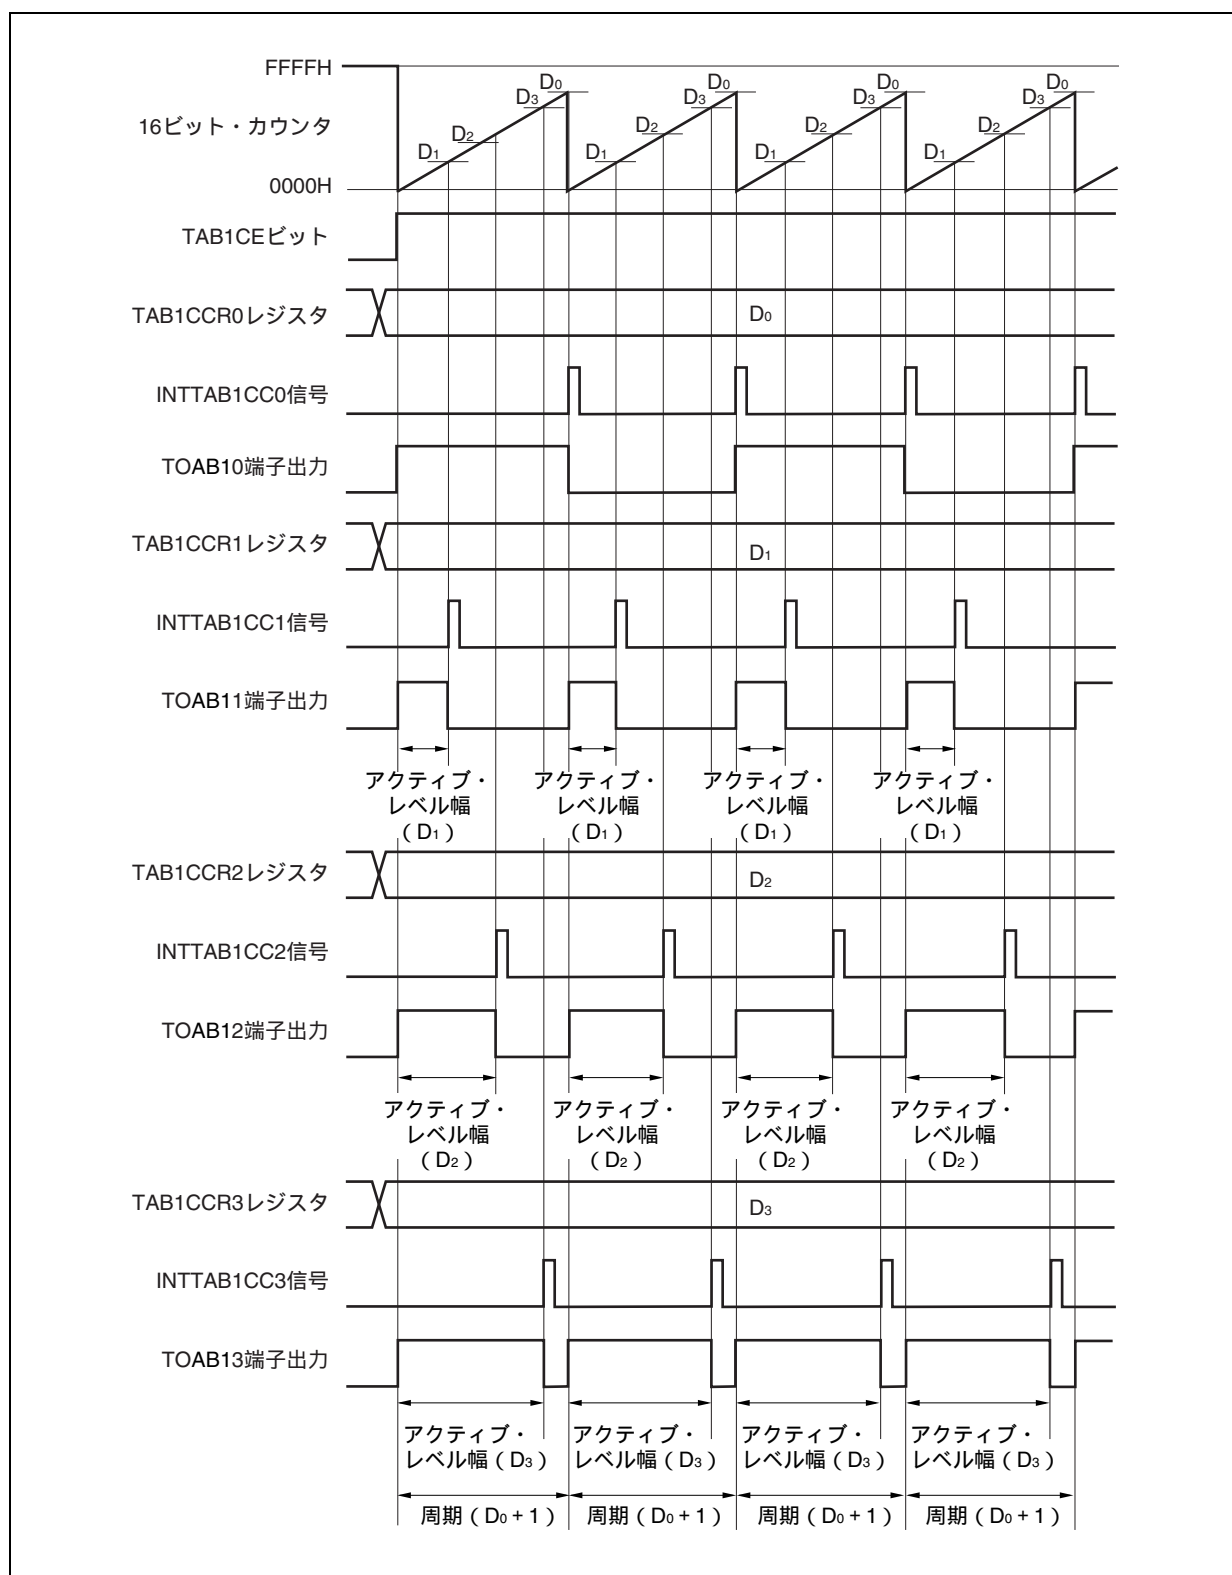 FFFFH
16ビット・カウンタ
0000H
D1 D2 D3 D0 D1 D2 D3 D0 D1 D2 D3 D0 D1 D2 D3 D0
TAB1CEビット
TAB1CCR0レジスタ D0
INTTAB1CC0信号
TOAB10端子出力
TAB1CCR1レジスタ D1
INTTAB1CC1信号
TOAB11端子出力
アクティブ・ アクティブ・ アクティブ・ アクティブ・
レベル幅 レベル幅 レベル幅 レベル幅
(D1) (D1) (D1) (D1)
TAB1CCR2レジスタ D2
INTTAB1CC2信号
TOAB12端子出力
アクティブ・ アクティブ・ アクティブ・ アクティブ・
レベル幅 レベル幅 レベル幅 レベル幅
(D2) (D2) (D2) (D2)
TAB1CCR3レジスタ D3
INTTAB1CC3信号
TOAB13端子出力
アクティブ・ アクティブ・ アクティブ・ アクティブ・
レベル幅(D3) レベル幅(D3) レベル幅(D3) レベル幅(D3)
周期(D0+1) 周期(D0+1) 周期(D0+1) 周期(D0+1)